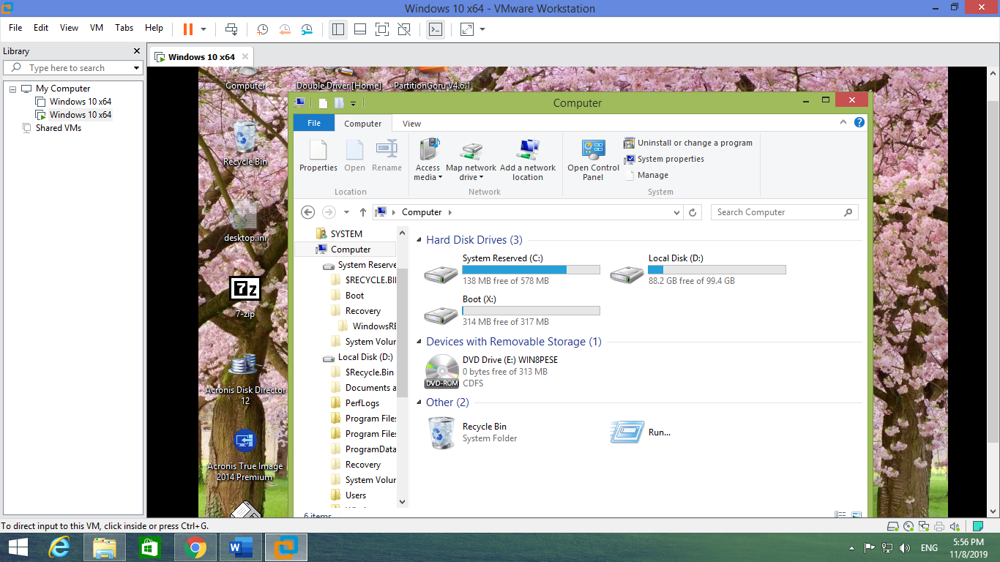 Windows 10 x64 - VMware Workstation
File Edit View VM Tabs Help
Library
Type here to search
My Computer
Windows 10 x64
Windows 10 x64
Shared VMs
Windows 10 x64
Computer
Double Driver [Home]
PartitionGuru V4.6.1
Recycle Bin
desktop.ini
7-zip
Acronis Disk Director
12
Acronis True Image
2014 Premium
Computer
File Computer View
Properties
Open
Rename
Location
Access
media
Map network
drive
Add a network
location
Network
Open Control
Panel
Uninstall or change a program
System properties
Manage
System
Computer
Search Computer
SYSTEM
Computer
System Reserve
$RECYCLE.BI
Boot
Recovery
WindowsRE
System Volur
Local Disk (D:)
$Recycle.Bin
Documents a
PerfLogs
Program Files
Program Files
ProgramData
Recovery
System Volur
Users
Hard Disk Drives (3)
System Reserved (C:)
138 MB free of 578 MB
Local Disk (D:)
88.2 GB free of 99.4 GB
Boot (X:)
314 MB free of 317 MB
Devices with Removable Storage (1)
DVD-ROM
DVD Drive (E:) WIN8PESE
0 bytes free of 313 MB
CDFS
Other (2)
Recycle Bin
System Folder
Run...
6 items
To direct input to this VM, click inside or press Ctrl+G.
ENG
5:56 PM
11/8/2019